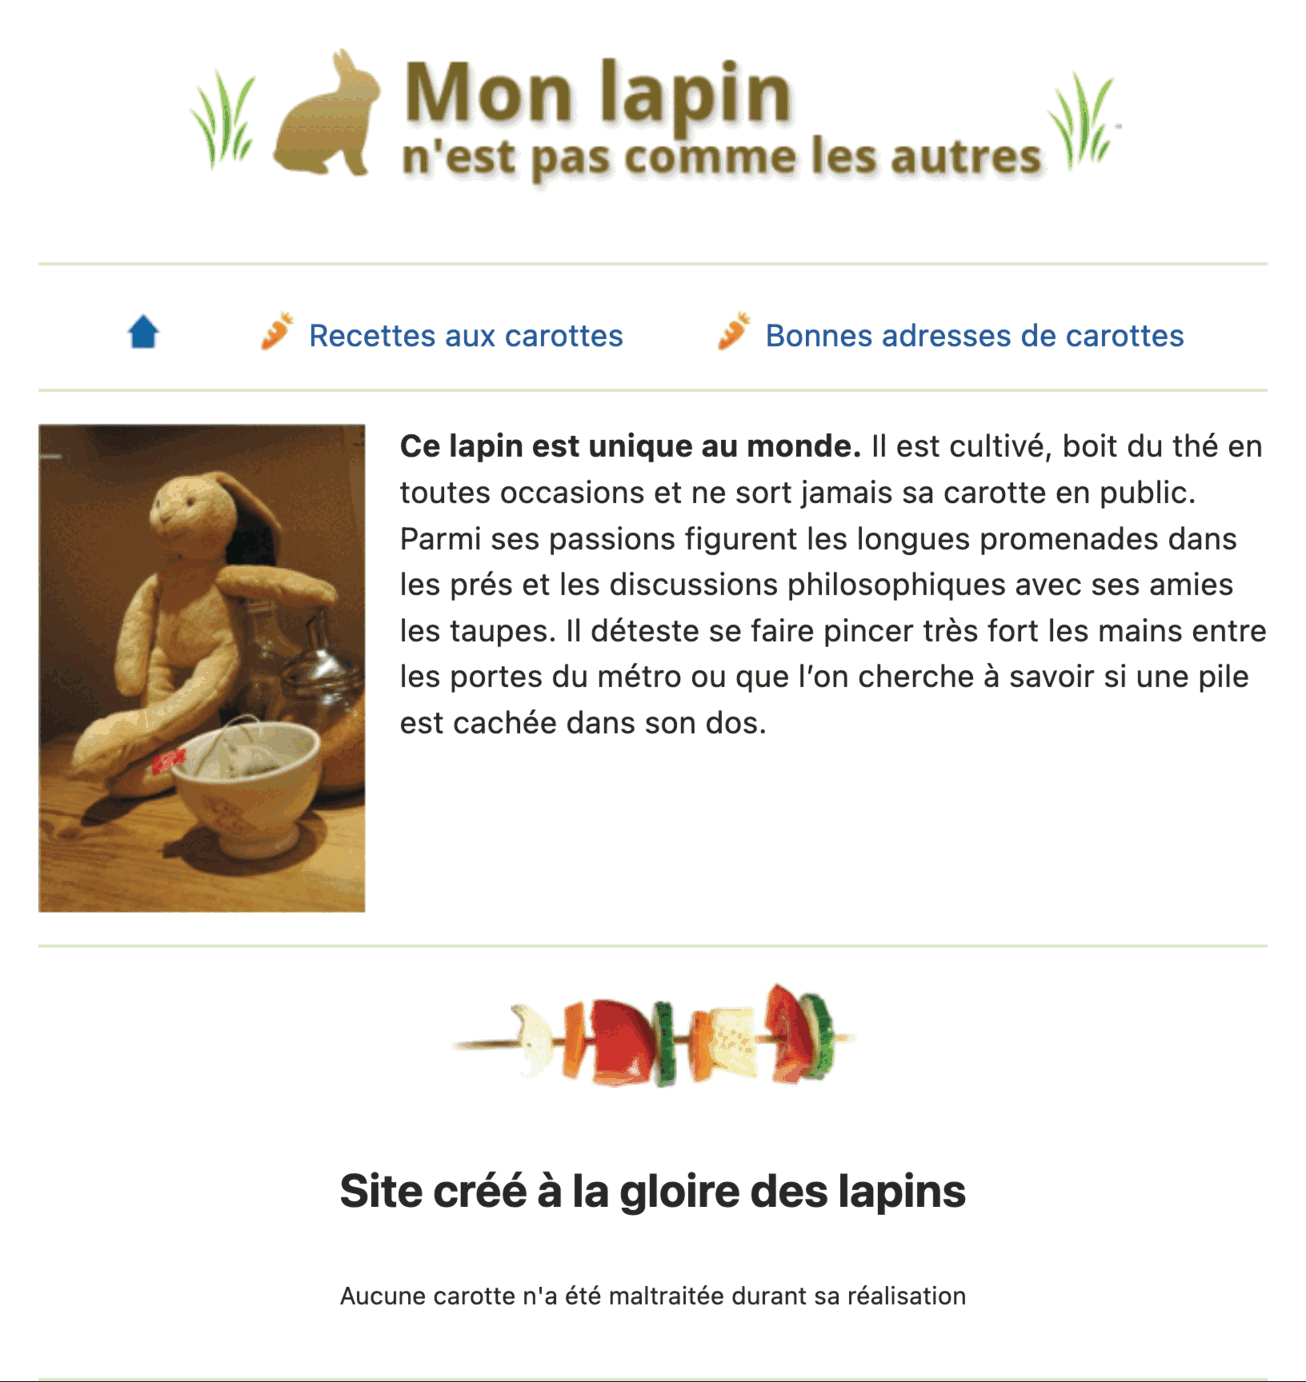 Mon lapin
n'est pas comme les autres
Recettes aux carottes
Bonnes adresses de carottes
Ce lapin est unique au monde. Il est cultivé, boit du thé en
toutes occasions et ne sort jamais sa carotte en public.
Parmi ses passions figurent les longues promenades dans
les prés et les discussions philosophiques avec ses amies
les taupes. Il déteste se faire pincer très fort les mains entre
les portes du métro ou que l’on cherche à savoir si une pile
est cachée dans son dos.
Site créé à la gloire des lapins
Aucune carotte n'a été maltraitée durant sa réalisation